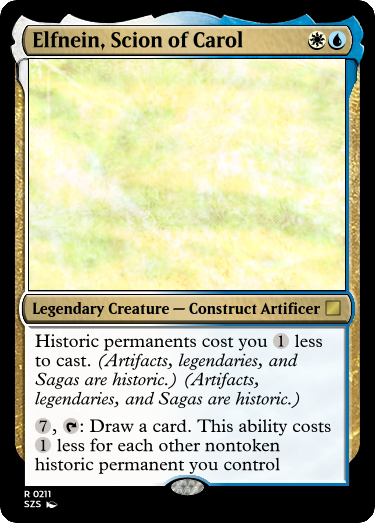 Elfnein, Scion of Carol
Legendary Creature — Construct Artificer
Historic permanents cost you 1 less
to cast. (Artifacts, legendaries, and
Sagas are historic.) (Artifacts,
legendaries, and Sagas are historic.)
7, : Draw a card. This ability costs
1 less for each other nontoken
historic permanent you control
R 0211
SZS